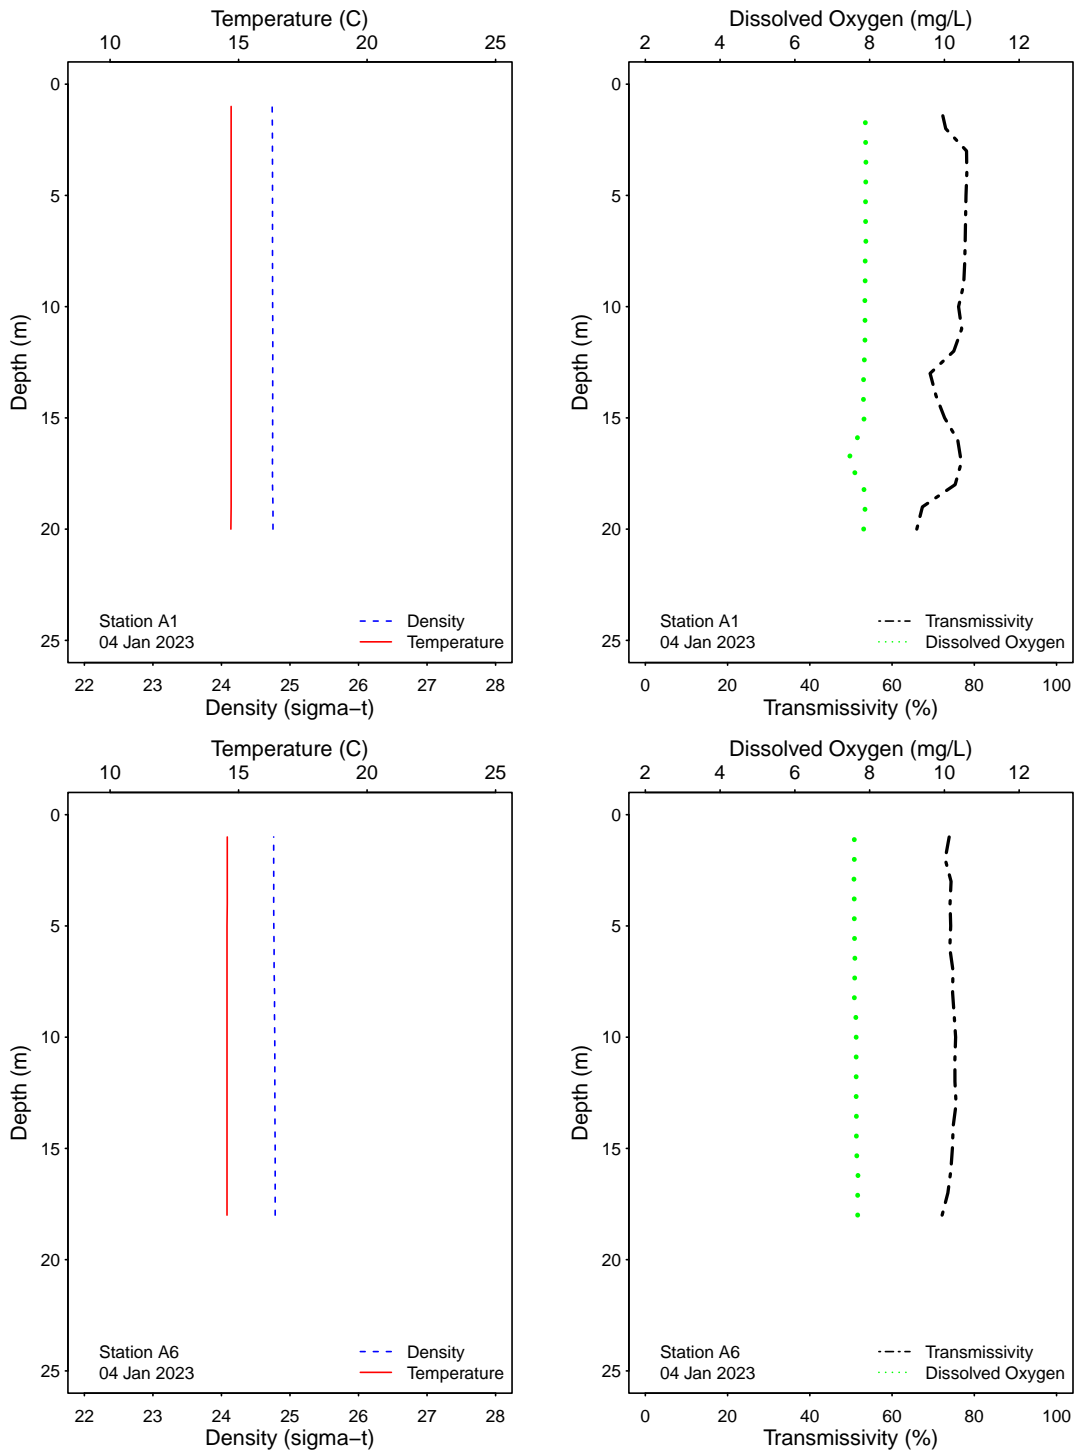 Temperature (C)
10 15 20 25
0
5
10
15
20
25
Depth (m)
Station A1
04 Jan 2023
Density
Temperature
22 23 24 25 26 27 28
Density (sigma−t)
Dissolved Oxygen (mg/L)
2 4 6 8 10 12
0
5
10
15
20
25
Depth (m)
Station A1
04 Jan 2023
Transmissivity
Dissolved Oxygen
0 20 40 60 80 100
Transmissivity (%)
Temperature (C)
10 15 20 25
0
5
10
15
20
25
Depth (m)
Station A6
04 Jan 2023
Density
Temperature
22 23 24 25 26 27 28
Density (sigma−t)
Dissolved Oxygen (mg/L)
2 4 6 8 10 12
0
5
10
15
20
25
Depth (m)
Station A6
04 Jan 2023
Transmissivity
Dissolved Oxygen
0 20 40 60 80 100
Transmissivity (%)